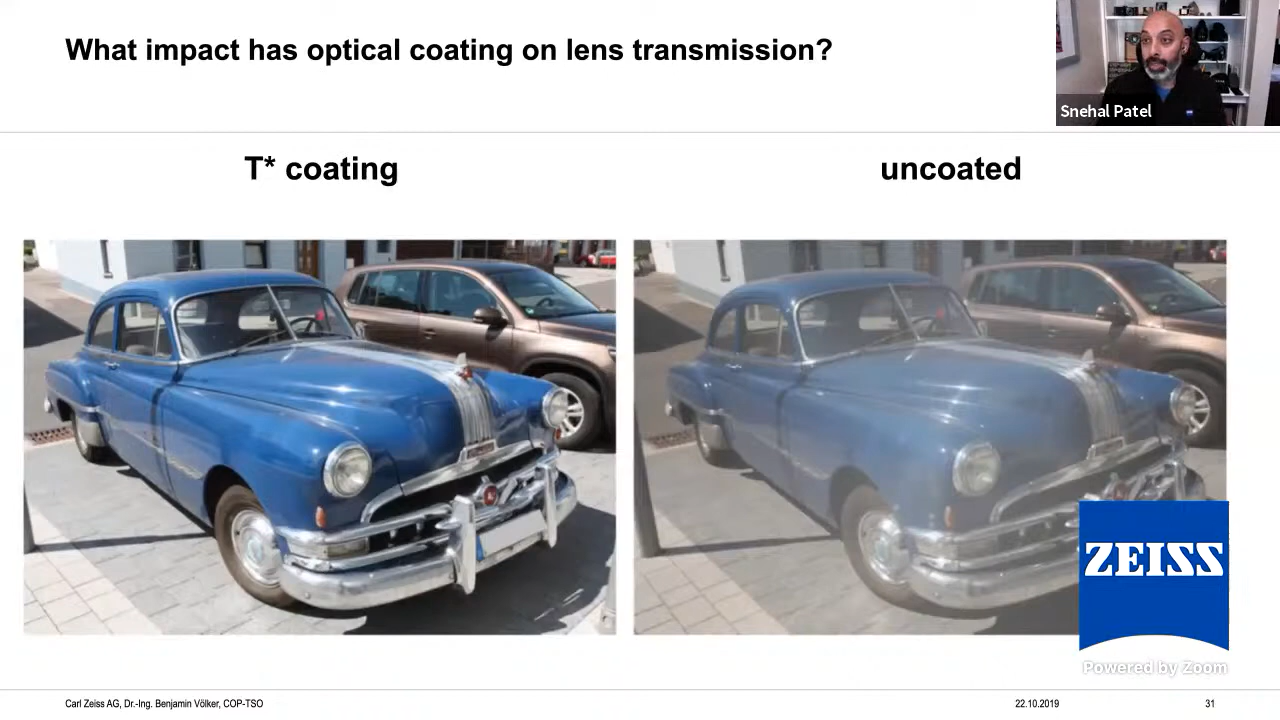 What impact has optical coating on lens transmission?
Snehal Patel
T* coating
uncoated
ZEISS
Powered by Zoom
Carl Zeiss AG, Dr.-Ing. Benjamin Völker, COP-TSO
22.10.2019
31